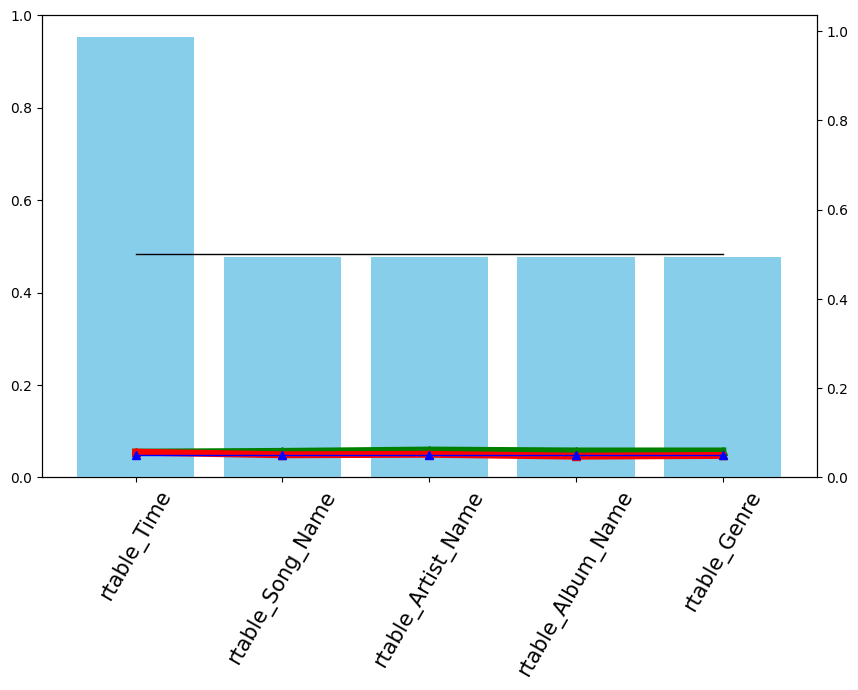 1.0
0.8
0.6
0.4
0.2
0.0
1.0
0.8
0.6
0.4
0.2
0.0
rtable_Time
rtable_Song_Name
rtable_Artist_Name
rtable_Album_Name
rtable_Genre